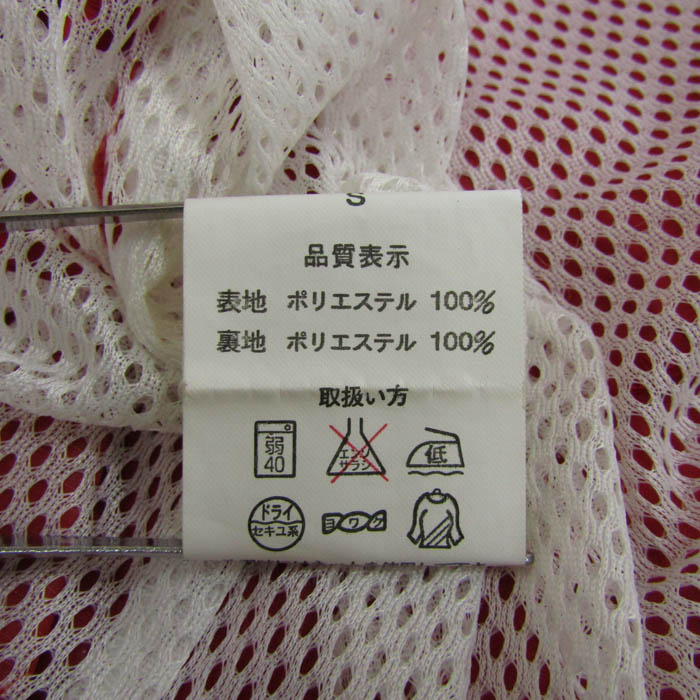 S
品質表示
表地 ポリエステル 100%
裏地 ポリエステル 100%
取扱い方
弱
40
エンソ
サラシ
低
ドライ
セキユ系
ヨワク